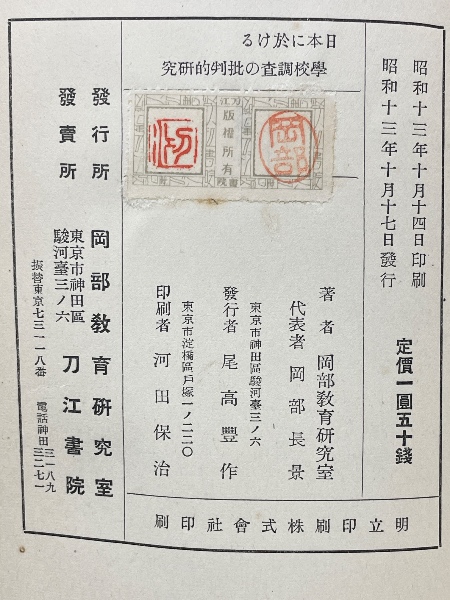 日本に於ける
學校調査の批判的研究
昭和十三年十月十四日印刷
昭和十三年十月十七日發行
定價一圓五十錢
著者 岡部教育研究室
代表者 岡部長景
東京市神田區駿河臺三ノ六
發行者 尾高豐作
東京市淀橋區戶塚一ノ二二〇
印刷者 河田保治
岡部
版權所有
發行所 岡部教育硏究室
東京市神田區
駿河臺三ノ六
發賣所 刀江書院
振替東京七三一一八番
電話神田三一八九
三二七一
明立印刷株式會社印刷